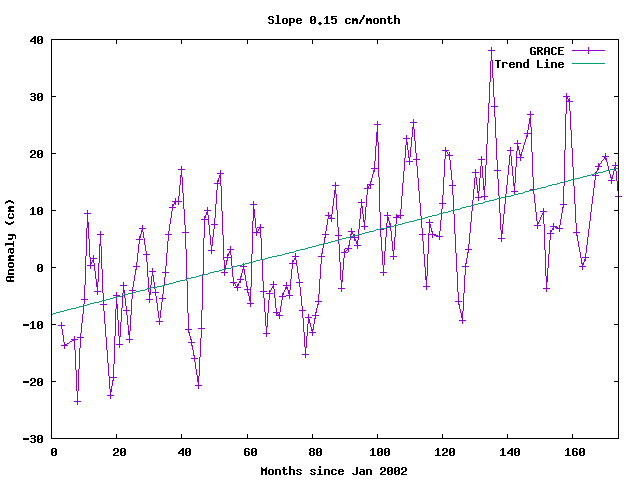 Slope 0.15 cm/month
40
GRACE
Trend Line
30
20
10
0
-10
-20
-30
Anomaly (cm)
0 20 40 60 80 100 120 140 160
Months since Jan 2002